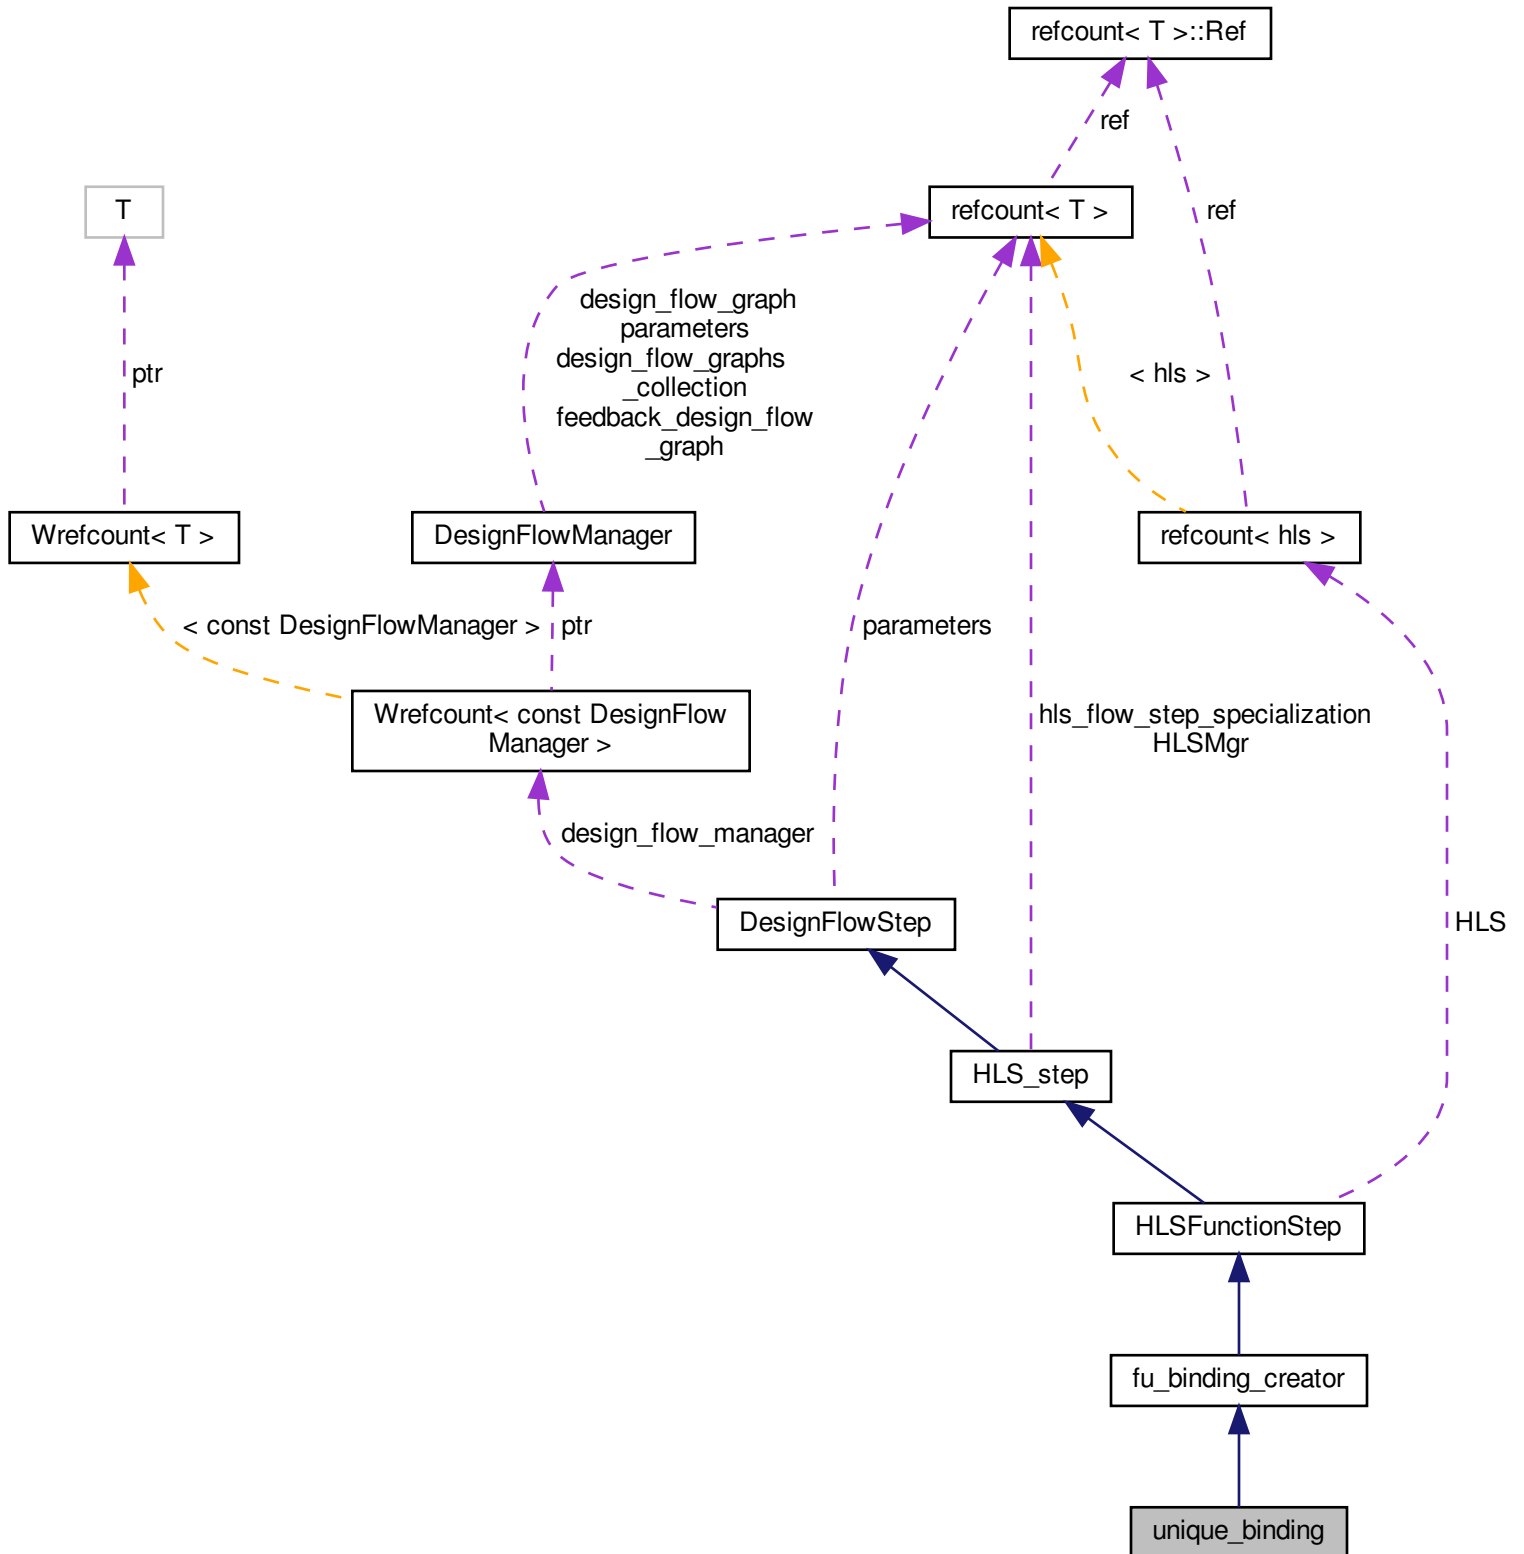 refcount< T >::Ref
ref
T
refcount< T >
ref
design_flow_graph
parameters
design_flow_graphs
_collection
feedback_design_flow
_graph
ptr
< hls >
Wrefcount< T >
DesignFlowManager
refcount< hls >
< const DesignFlowManager >
ptr
parameters
Wrefcount< const DesignFlow
Manager >
hls_flow_step_specialization
HLSMgr
design_flow_manager
DesignFlowStep
HLS
HLS_step
HLSFunctionStep
fu_binding_creator
unique_binding